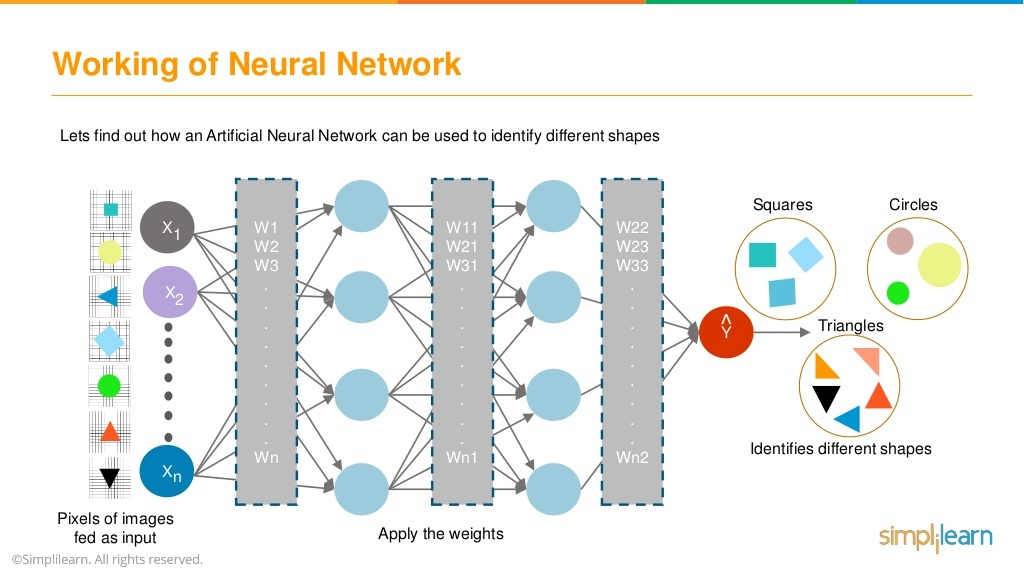 Working of Neural Network
Lets find out how an Artificial Neural Network can be used to identify different shapes
X1
X2
Xn
W1
W2
W3
.
.
.
.
.
.
.
.
Wn
W11
W21
W31
.
.
.
.
.
.
.
.
Wn1
W22
W23
W33
.
.
.
.
.
.
.
.
Wn2
^
Y
Squares
Circles
Triangles
Identifies different shapes
Pixels of images
fed as input
Apply the weights
simplilearn
©Simplilearn. All rights reserved.